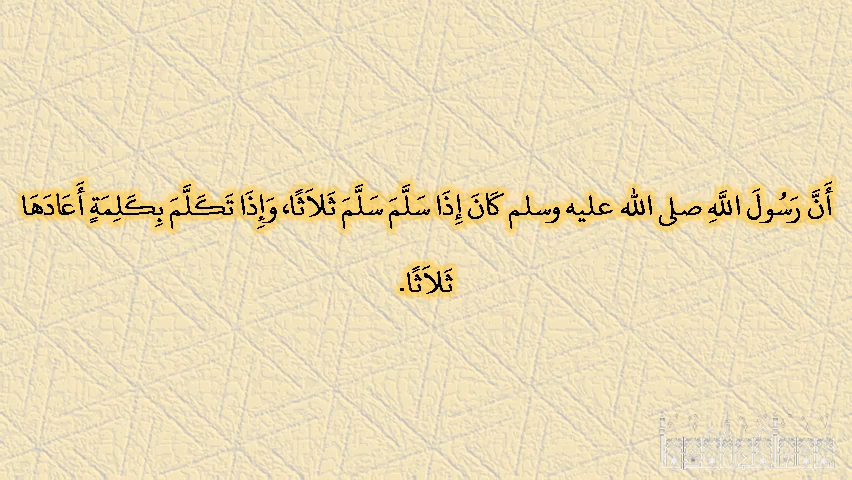 أَنَّ رَسُولَ اللَّهِ صلى الله عليه وسلم كَانَ إِذَا سَلَّمَ سَلَّمَ ثَلاَثًا، وَإِذَا تَكَلَّمَ بِكَلِمَةٍ أَعَادَهَا
ثَلاَثًا.